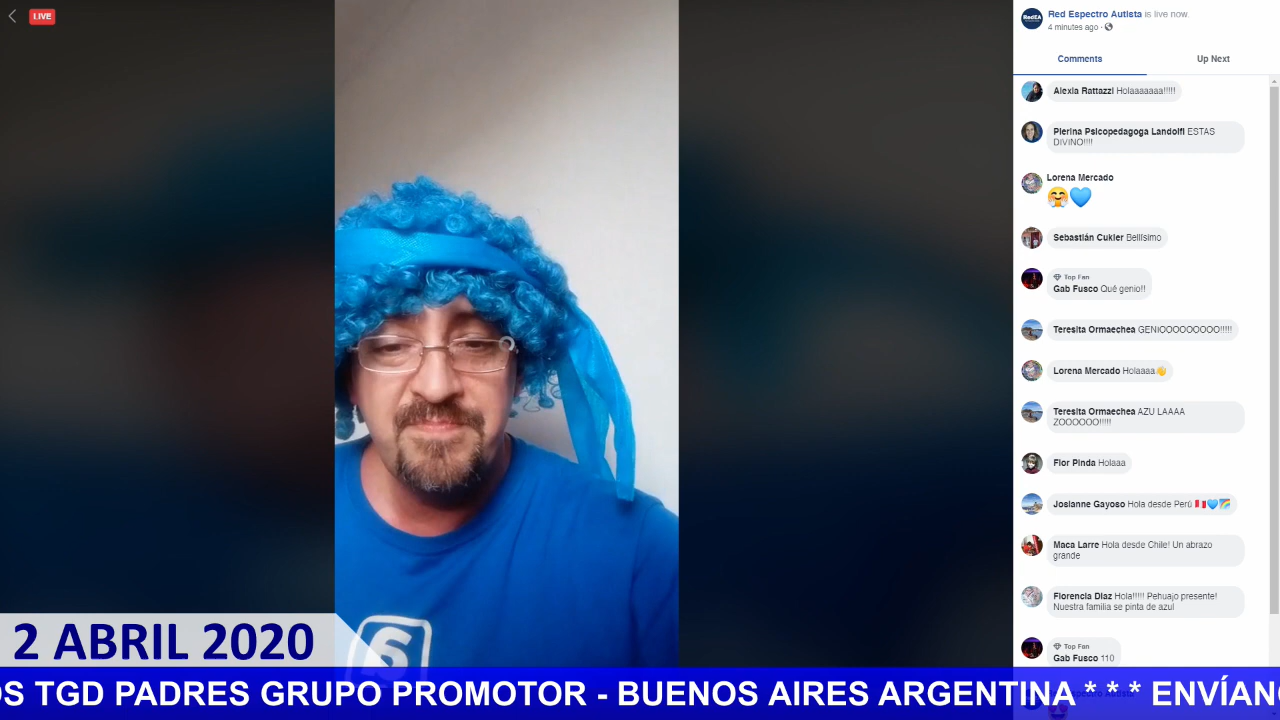 LIVE
RedEA
Red Espectro Autista is live now.
4 minutes ago
Comments
Up Next
Alexia Rattazzi Holaaaaaaa!!!!!
Pierina Psicopedagoga Landolfi ESTAS
DIVINO!!!!
Lorena Mercado
🤗💙
Sebastián Cukier Bellísimo
Top Fan
Gab Fusco Qué genio!!
Teresita Ormaechea GENiOOOOOOOOO!!!!!
Lorena Mercado Holaaaa👋
Teresita Ormaechea AZU LAAAA
ZOOOOOO!!!!!
Flor Pinda Holaaa
Josianne Gayoso Hola desde Perú 🇵🇪💙🌈
Maca Larre Hola desde Chile! Un abrazo
grande
Florencia Diaz Hola!!!!! Pehuajo presente!
Nuestra familia se pinta de azul
Top Fan
Gab Fusco 110
S
2 ABRIL 2020
OS TGD PADRES GRUPO PROMOTOR - BUENOS AIRES ARGENTINA * * * ENVÍAN